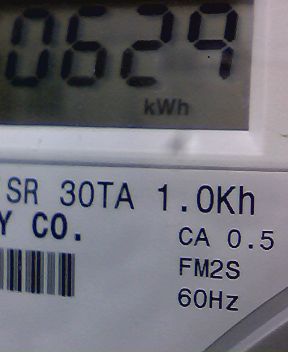 0629
kWh
SR 30TA 1.0Kh
Y CO.
CA 0.5
FM2S
60Hz